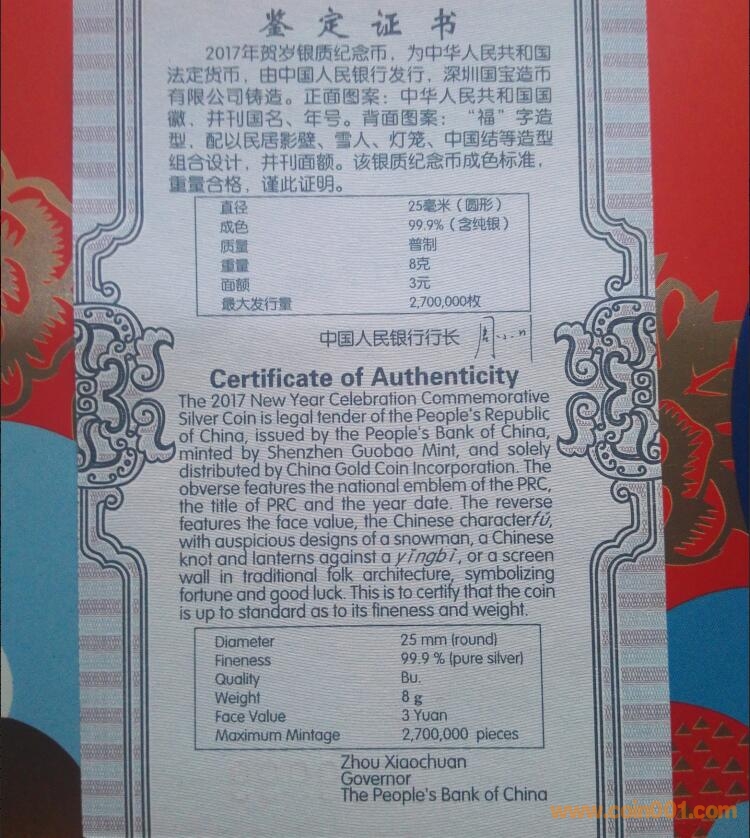 鉴定证书
2017年贺岁银质纪念币，为中华人民共和国
法定货币，由中国人民银行发行，深圳国宝造币
有限公司铸造。正面图案：中华人民共和国国
徽、并刊国名、年号。背面图案：“福”字造
型，配以民居影壁、雪人、灯笼、中国结等造型
组合设计，并刊面额。该银质纪念币成色标准，
重量合格，谨此证明。
直径 25毫米（圆形）
成色 99.9%（含纯银）
质量 普制
重量 8克
面额 3元
最大发行量 2,700,000枚
中国人民银行行长
Certificate of Authenticity
The 2017 New Year Celebration Commemorative
Silver Coin is legal tender of the People's Republic
of China, issued by the People's Bank of China,
minted by Shenzhen Guobao Mint, and solely
distributed by China Gold Coin Incorporation. The
obverse features the national emblem of the PRC,
the title of PRC and the year date. The reverse
features the face value, the Chinese character fú,
with auspicious designs of a snowman, a Chinese
knot and lanterns against a yǐngbì, or a screen
wall in traditional folk architecture, symbolizing
fortune and good luck. This is to certify that the coin
is up to standard as to its fineness and weight.
Diameter 25 mm (round)
Fineness 99.9 % (pure silver)
Quality Bu.
Weight 8 g
Face Value 3 Yuan
Maximum Mintage 2,700,000 pieces
Zhou Xiaochuan
Governor
The People's Bank of China
www.coin001.com